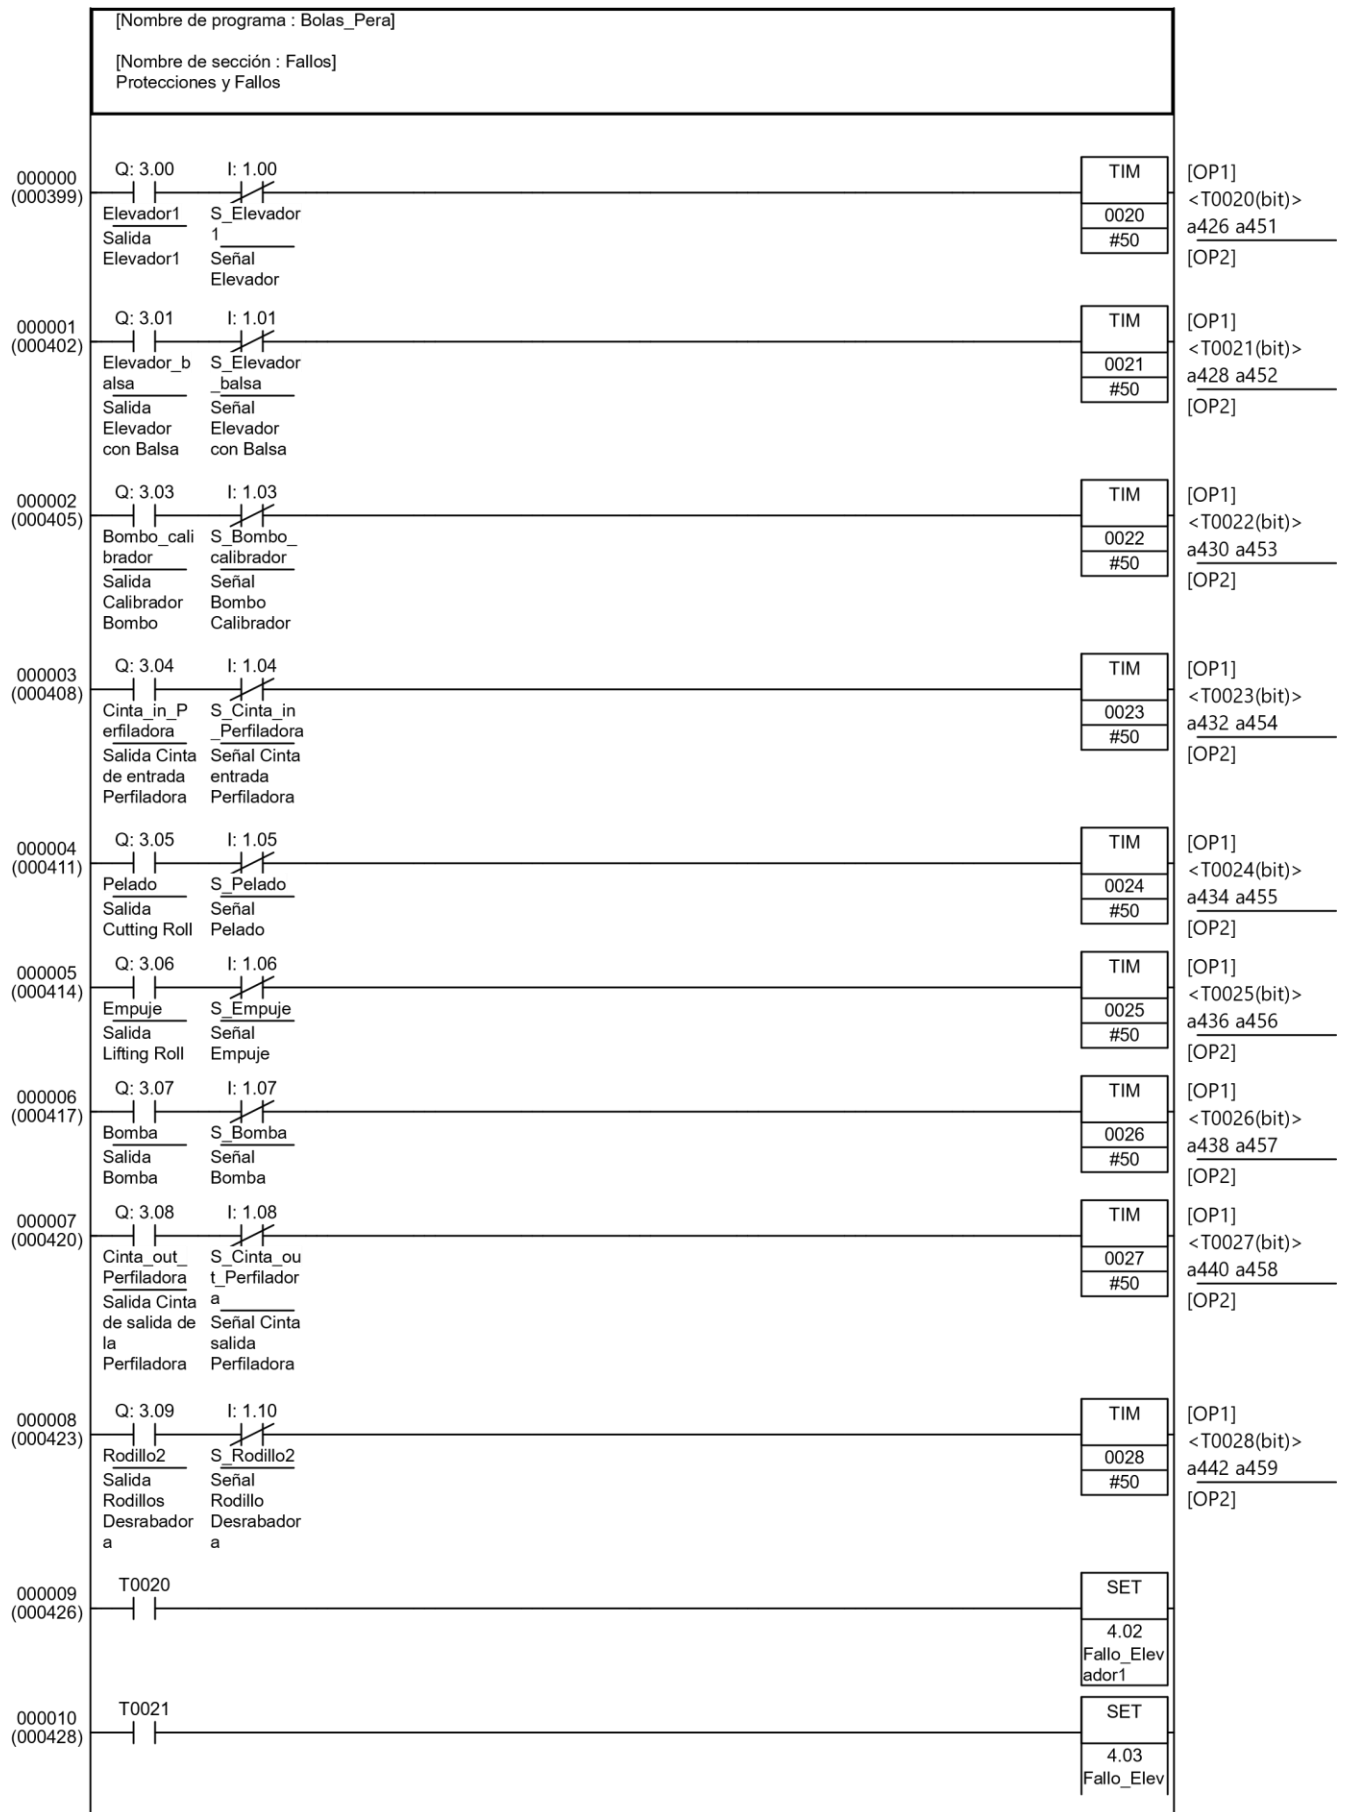 [Nombre de programa : Bolas_Pera]
[Nombre de sección : Fallos]
Protecciones y Fallos
000000
(000399)
Q: 3.00
Elevador1
Salida
Elevador1
I: 1.00
S_Elevador
1
Señal
Elevador
TIM
0020
#50
[OP1]
<T0020(bit)>
a426 a451
[OP2]
000001
(000402)
Q: 3.01
Elevador_b
alsa
Salida
Elevador
con Balsa
I: 1.01
S_Elevador
_balsa
Señal
Elevador
con Balsa
TIM
0021
#50
[OP1]
<T0021(bit)>
a428 a452
[OP2]
000002
(000405)
Q: 3.03
Bombo_cali
brador
Salida
Calibrador
Bombo
I: 1.03
S_Bombo_
calibrador
Señal
Bombo
Calibrador
TIM
0022
#50
[OP1]
<T0022(bit)>
a430 a453
[OP2]
000003
(000408)
Q: 3.04
Cinta_in_P
erfiladora
Salida Cinta
de entrada
Perfiladora
I: 1.04
S_Cinta_in
_Perfiladora
Señal Cinta
entrada
Perfiladora
TIM
0023
#50
[OP1]
<T0023(bit)>
a432 a454
[OP2]
000004
(000411)
Q: 3.05
Pelado
Salida
Cutting Roll
I: 1.05
S_Pelado
Señal
Pelado
TIM
0024
#50
[OP1]
<T0024(bit)>
a434 a455
[OP2]
000005
(000414)
Q: 3.06
Empuje
Salida
Lifting Roll
I: 1.06
S_Empuje
Señal
Empuje
TIM
0025
#50
[OP1]
<T0025(bit)>
a436 a456
[OP2]
000006
(000417)
Q: 3.07
Bomba
Salida
Bomba
I: 1.07
S_Bomba
Señal
Bomba
TIM
0026
#50
[OP1]
<T0026(bit)>
a438 a457
[OP2]
000007
(000420)
Q: 3.08
Cinta_out_
Perfiladora
Salida Cinta
de salida de
la
Perfiladora
I: 1.08
S_Cinta_ou
t_Perfilador
a
Señal Cinta
salida
Perfiladora
TIM
0027
#50
[OP1]
<T0027(bit)>
a440 a458
[OP2]
000008
(000423)
Q: 3.09
Rodillo2
Salida
Rodillos
Desrabador
a
I: 1.10
S_Rodillo2
Señal
Rodillo
Desrabador
a
TIM
0028
#50
[OP1]
<T0028(bit)>
a442 a459
[OP2]
000009
(000426)
T0020
SET
4.02
Fallo_Elev
ador1
000010
(000428)
T0021
SET
4.03
Fallo_Elev